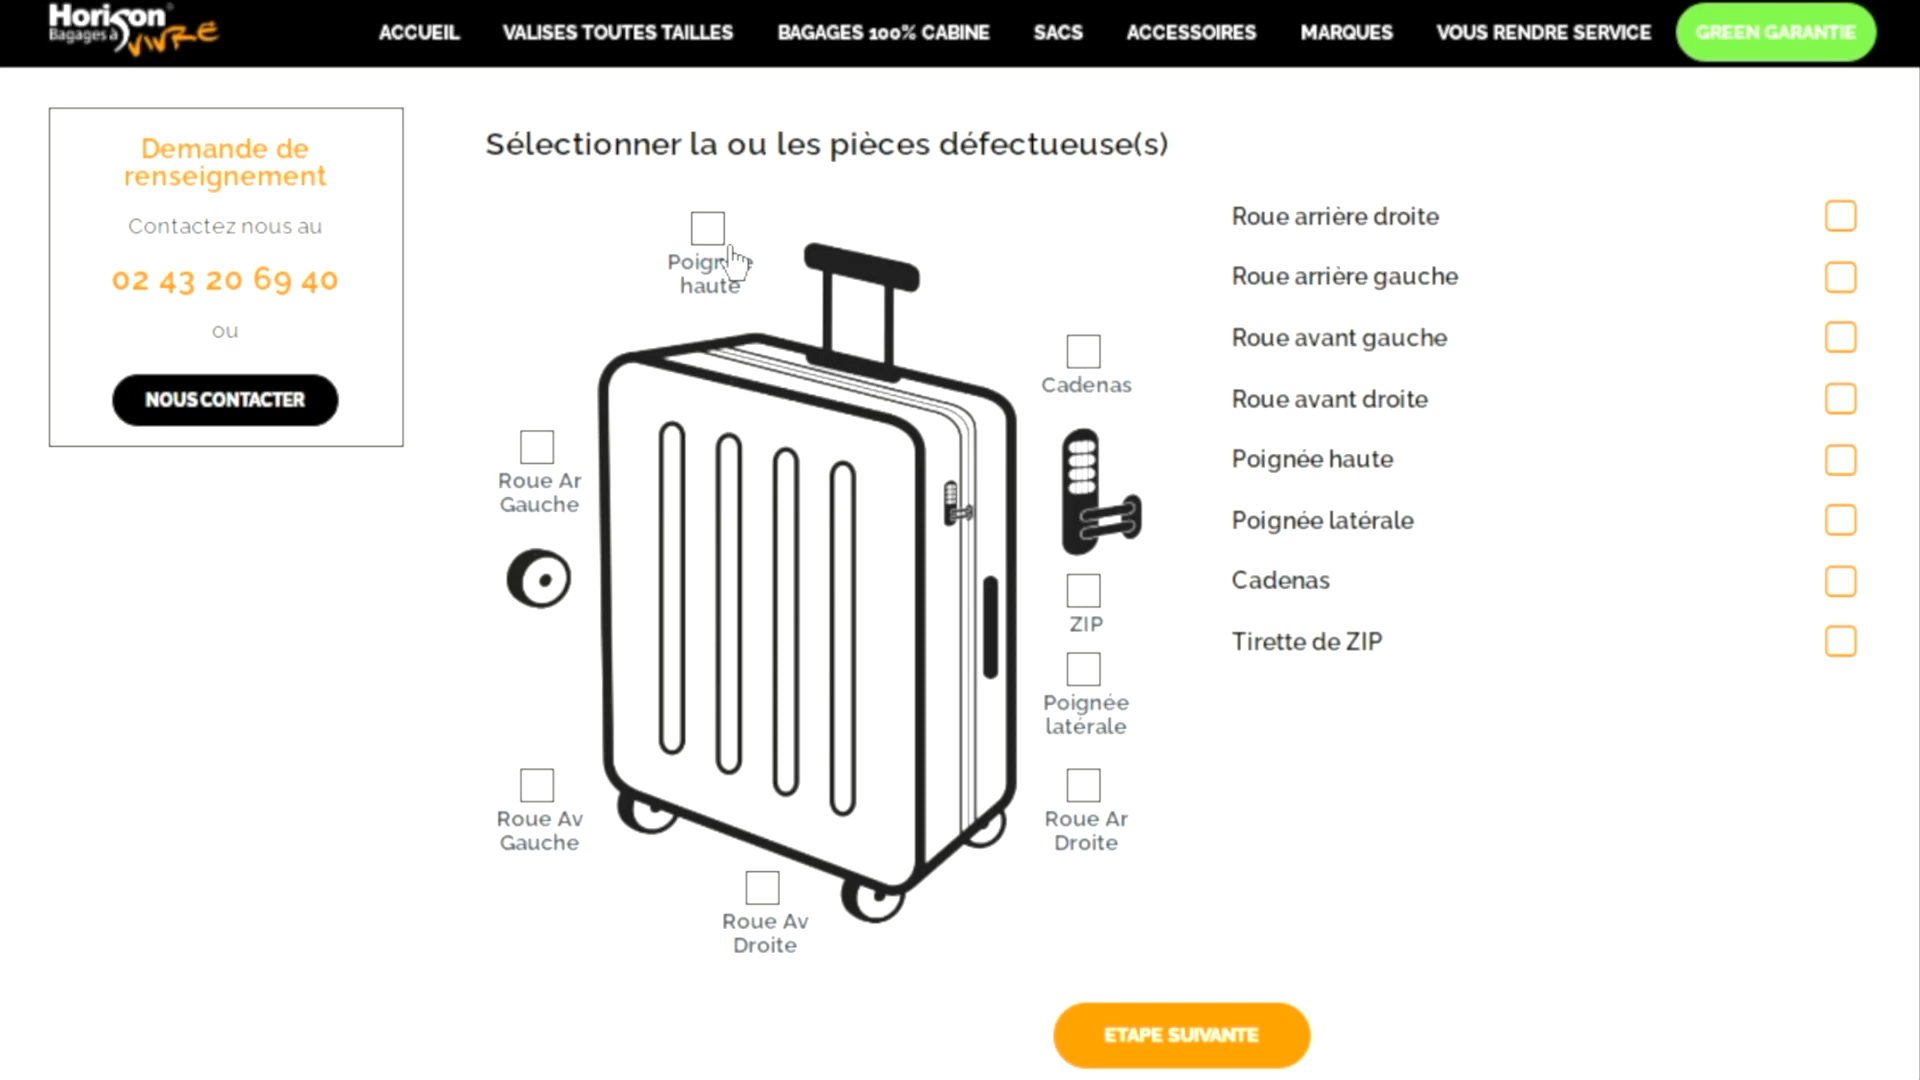 Horison
Bagages à VIVRE
ACCUEIL VALISES TOUTES TAILLES BAGAGES 100% CABINE SACS ACCESSOIRES MARQUES VOUS RENDRE SERVICE GREEN GARANTIE
Demande de
renseignement
Contactez nous au
02 43 20 69 40
ou
NOUS CONTACTER
Sélectionner la ou les pièces défectueuse(s)
Poignée
haute
Cadenas
Roue Ar
Gauche
ZIP
Poignée
latérale
Roue Av
Gauche
Roue Ar
Droite
Roue Av
Droite
Roue arrière droite
Roue arrière gauche
Roue avant gauche
Roue avant droite
Poignée haute
Poignée latérale
Cadenas
Tirette de ZIP
ETAPE SUIVANTE